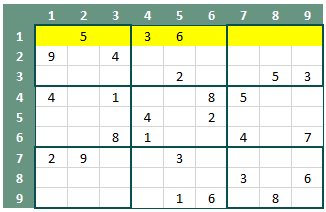 1 2 3 4 5 6 7 8 9
1 5 3 6
2 9 4
3 2 5 3
4 4 1 8 5
5 4 2
6 8 1 4 7
7 2 9 3
8 3 6
9 1 6 8